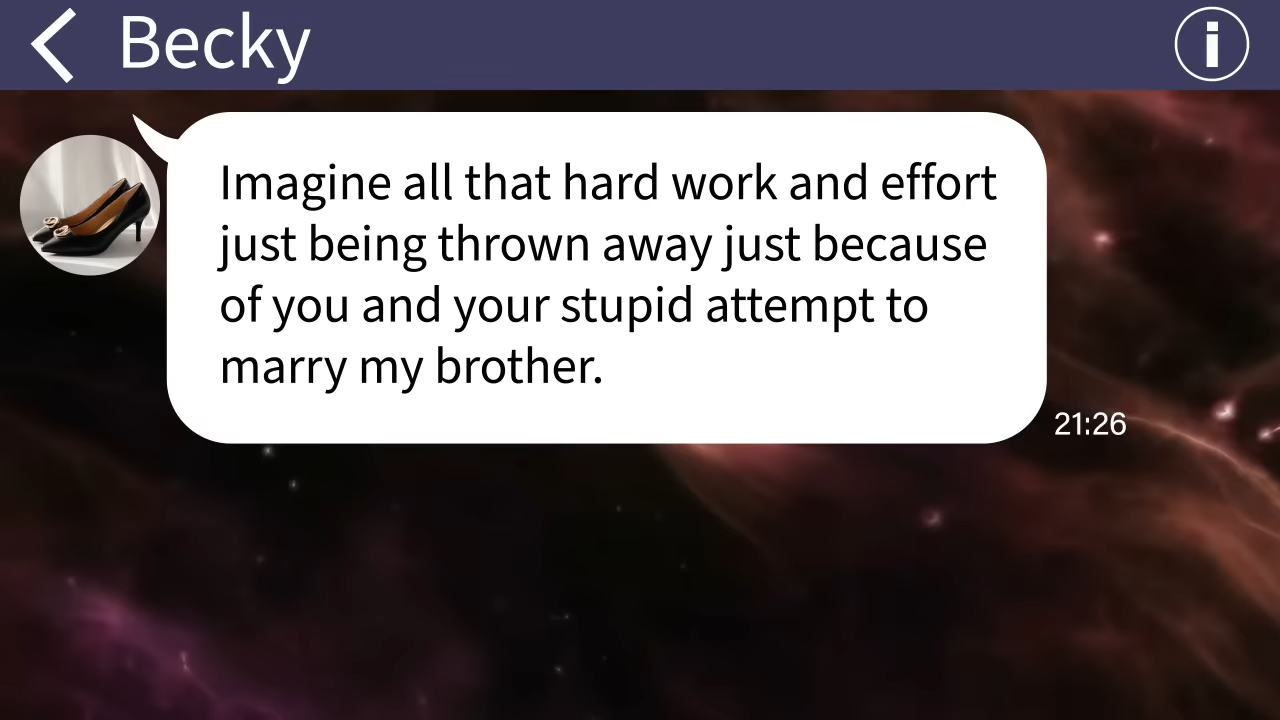 Becky
Imagine all that hard work and effort
just being thrown away just because
of you and your stupid attempt to
marry my brother.
21:26